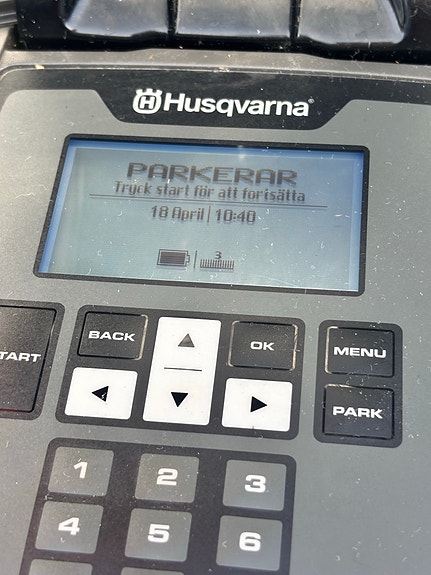 Husqvarna
PARKERAR
Tryck start för att fortsätta
18 April | 10:40
3
BACK
OK
MENU
TART
PARK
1 2 3
4 5 6